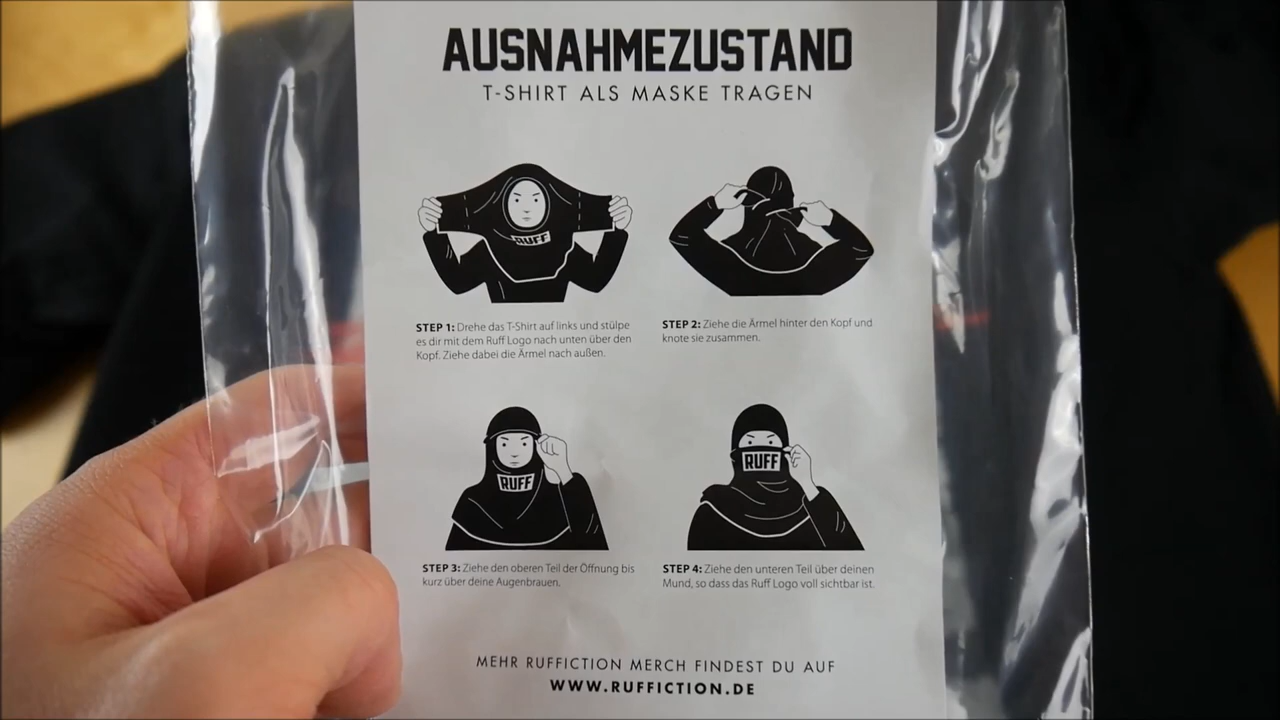 AUSNAHMEZUSTAND
T-SHIRT ALS MASKE TRAGEN
RUFF
STEP 1: Drehe das T-Shirt auf links und stülpe
es dir mit dem Ruff Logo nach unten über den
Kopf. Ziehe dabei die Ärmel nach außen.
STEP 2: Ziehe die Ärmel hinter den Kopf und
knote sie zusammen.
RUFF
RUFF
STEP 3: Ziehe den oberen Teil der Öffnung bis
kurz über deine Augenbrauen.
STEP 4: Ziehe den unteren Teil über deinen
Mund, so dass das Ruff Logo voll sichtbar ist.
MEHR RUFFICTION MERCH FINDEST DU AUF
WWW.RUFFICTION.DE